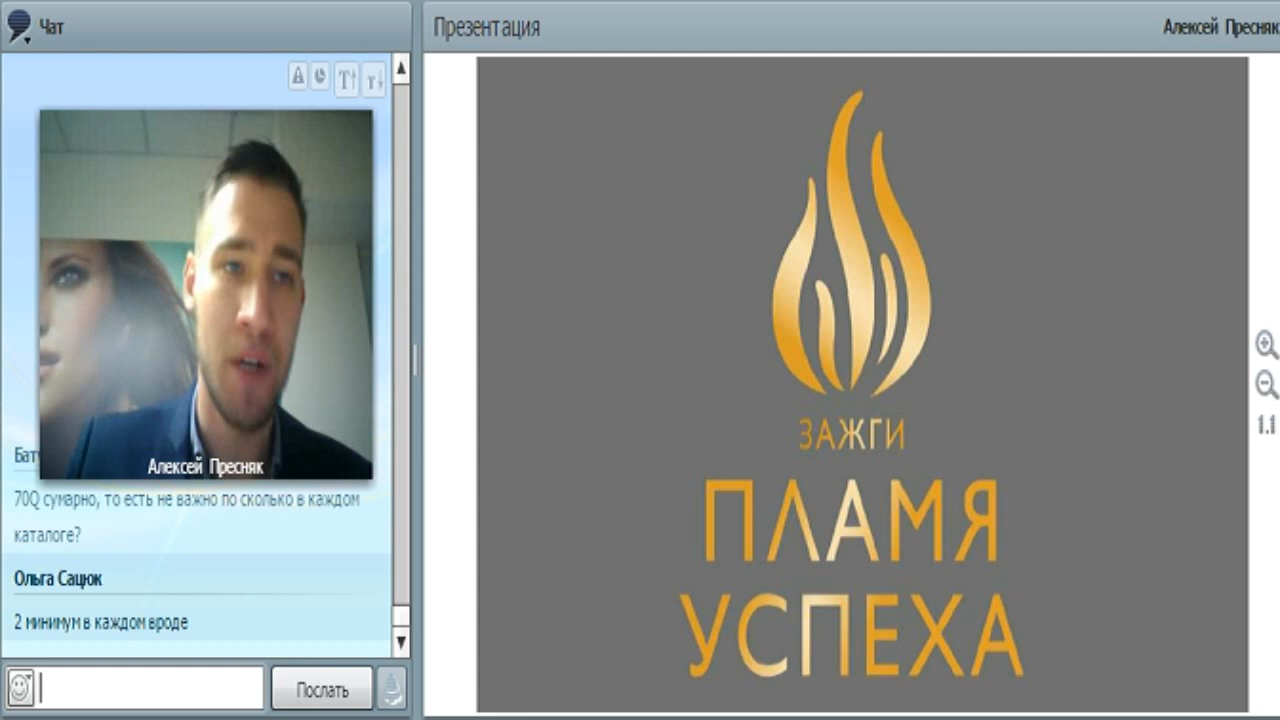 Чат
Презентация
Алексей Пресняк
Алексей Пресняк
70Q сумарно, то есть не важно по сколько в каждом
каталоге?
Ольга Сацюк
2 минимум в каждом вроде
Послать
ЗАЖГИ
ПЛАМЯ
УСПЕХА
1.1